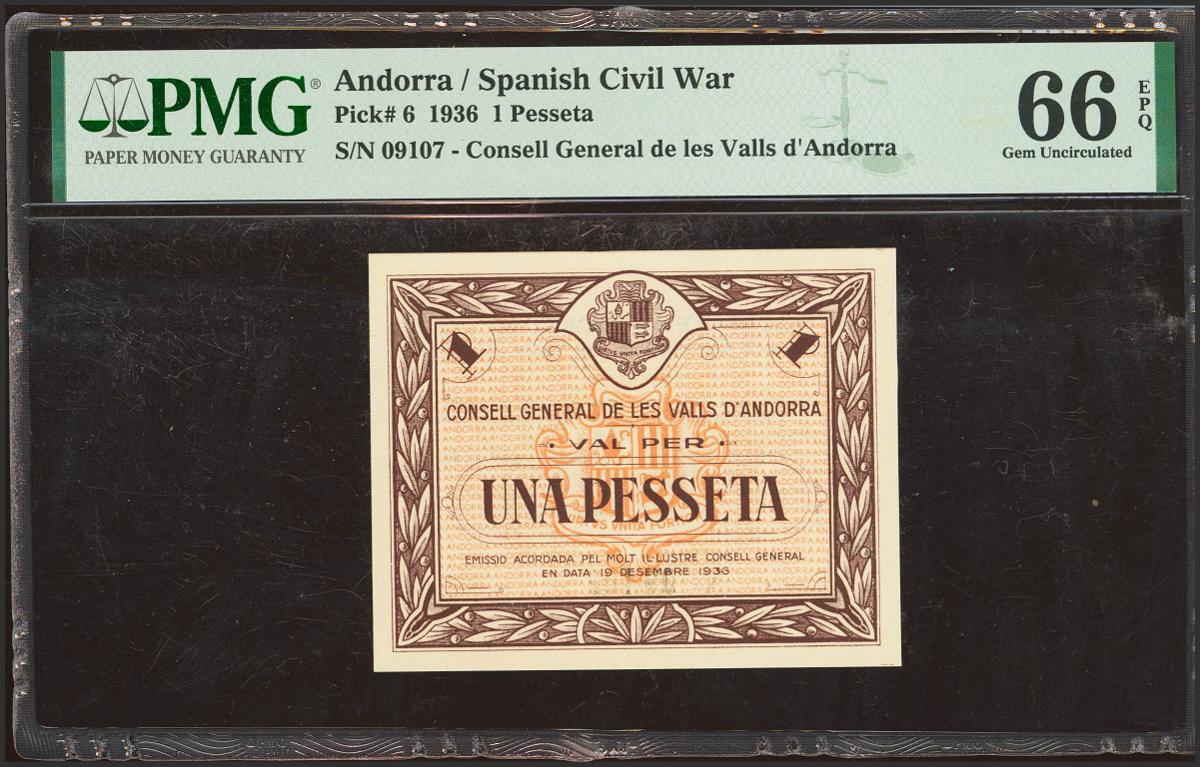 PMG®
PAPER MONEY GUARANTY
Andorra / Spanish Civil War
Pick# 6 1936 1 Pesseta
S/N 09107 - Consell General de les Valls d'Andorra
66
EPQ
Gem Uncirculated
CONSELL GENERAL DE LES VALLS D'ANDORRA
VAL PER
UNA PESSETA
EMISSIO ACORDADA PEL MOLT IL·LUSTRE CONSELL GENERAL
EN DATA 19 DESEMBRE 1936